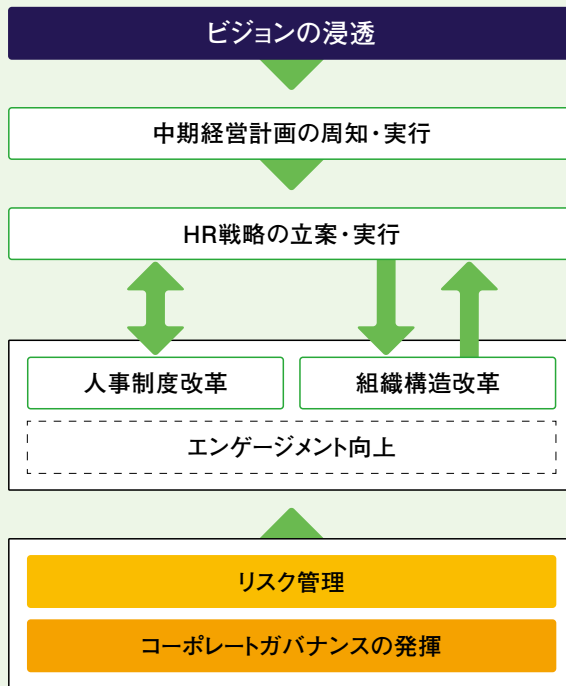 ビジョンの浸透
中期経営計画の周知・実行
HR戦略の立案・実行
人事制度改革
組織構造改革
エンゲージメント向上
リスク管理
コーポレートガバナンスの発揮